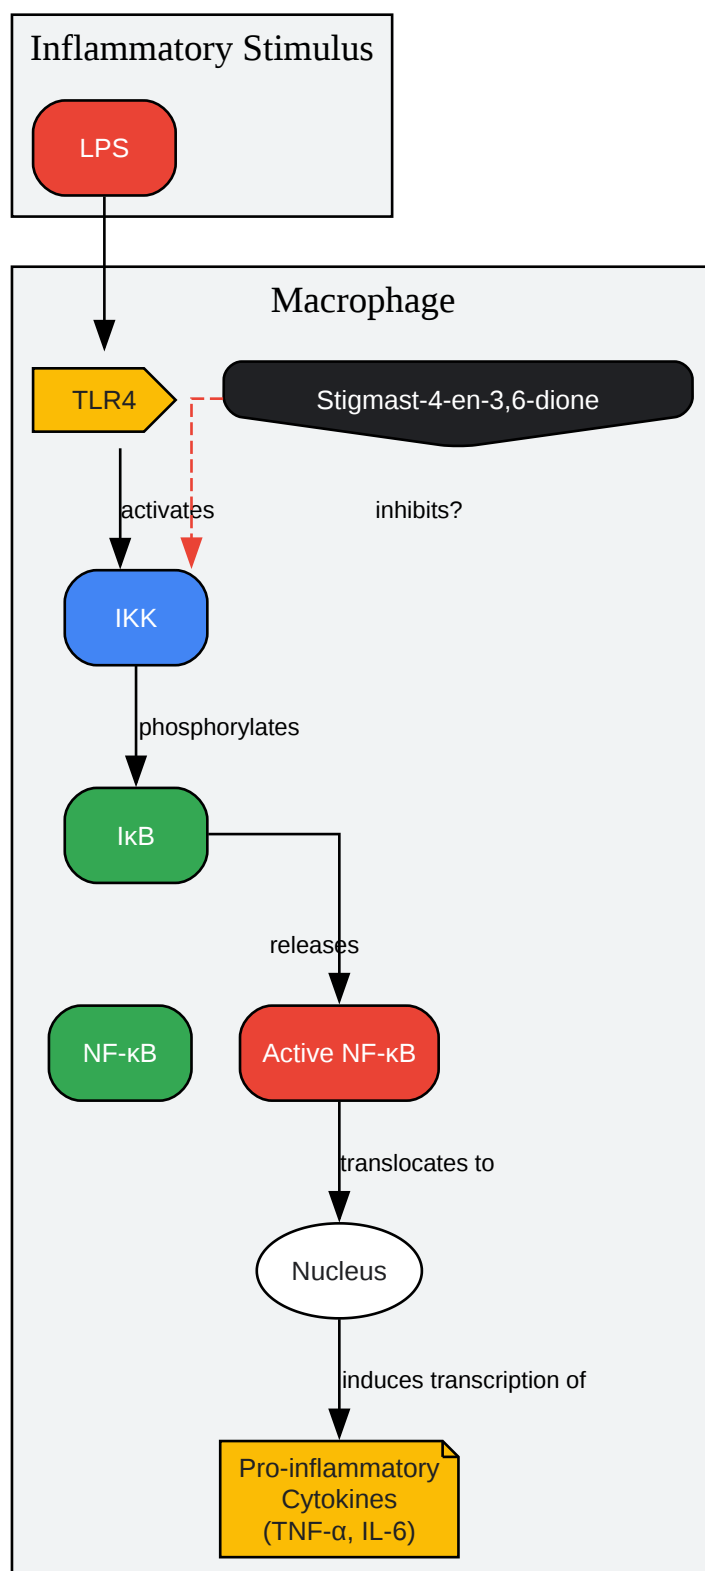 Inflammatory Stimulus
LPS
Macrophage
TLR4
Stigmast-4-en-3,6-dione
activates
inhibits?
IKK
phosphorylates
IκB
releases
NF-κB
Active NF-κB
translocates to
Nucleus
induces transcription of
Pro-inflammatory
Cytokines
(TNF-α, IL-6)